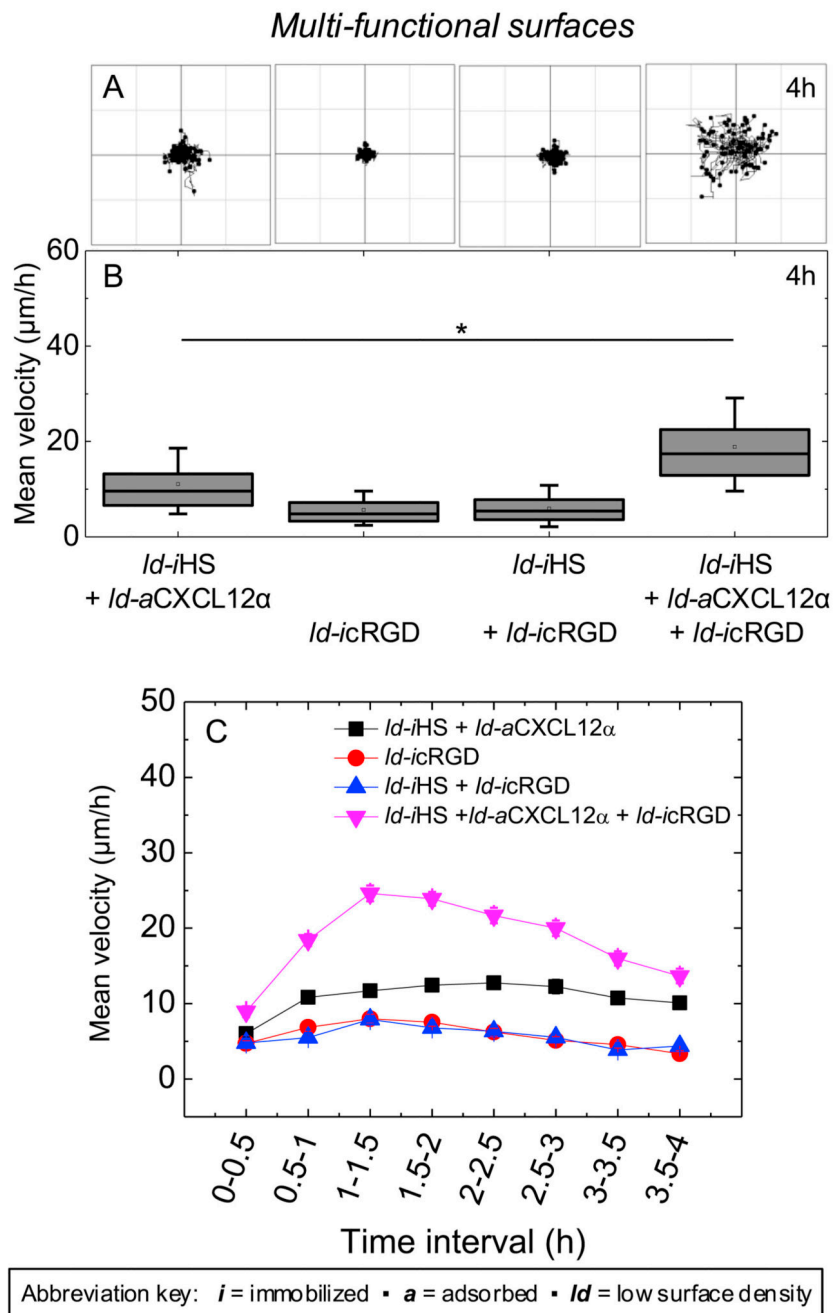 Multi-functional surfaces
A
4h
B
4h
Mean velocity (µm/h)
60
40
20
0
*
ld-iHS
+ ld-aCXCL12α
ld-icRGD
ld-iHS
+ ld-icRGD
ld-iHS
+ ld-aCXCL12α
+ ld-icRGD
C
ld-iHS + ld-aCXCL12α
ld-icRGD
ld-iHS + ld-icRGD
ld-iHS +ld-aCXCL12α + ld-icRGD
Mean velocity (µm/h)
50
40
30
20
10
0
0-0.5
0.5-1
1-1.5
1.5-2
2-2.5
2.5-3
3-3.5
3.5-4
Time interval (h)
Abbreviation key: i = immobilized ▪ a = adsorbed ▪ ld = low surface density